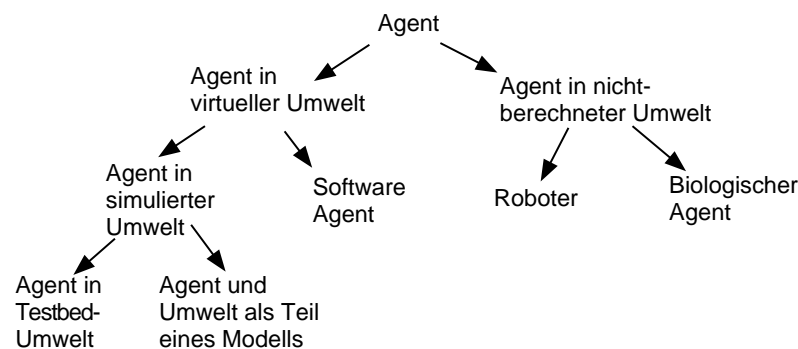 Agent
Agent in
virtueller Umwelt
Agent in nicht-
berechneter Umwelt
Agent in
simulierter
Umwelt
Software
Agent
Roboter
Biologischer
Agent
Agent in
Testbed-
Umwelt
Agent und
Umwelt als Teil
eines Modells